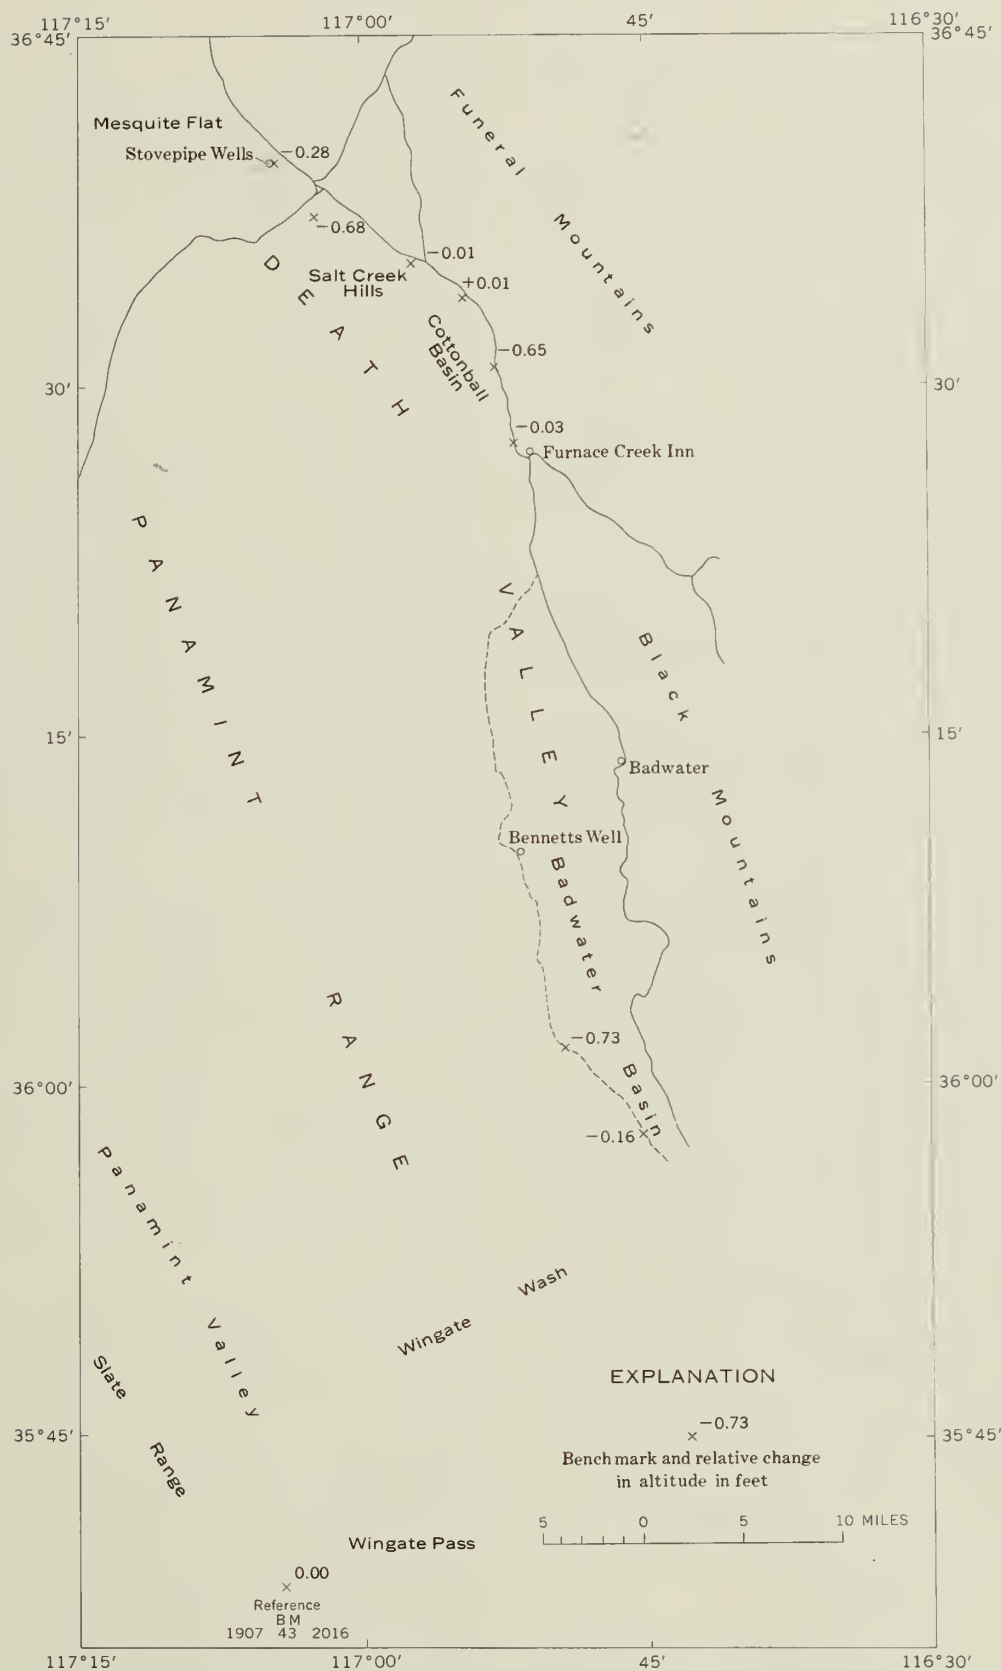 117°15′ 117°00′ 45′ 116°30′
36°45′ 36°45′
Funeral Mountains
Mesquite Flat
Stovepipe Wells −0.28
−0.68
−0.01
Salt Creek
Hills
+0.01
DEATH
Cottonball
Basin
−0.65
30′ 30′
−0.03
Furnace Creek Inn
PANAMINT
VALLEY
Black Mountains
15′ 15′
Badwater
Bennetts Well
Badwater
RANGE
−0.73
Basin
36°00′ 36°00′
−0.16
Panamint Valley
Wingate Wash
Slate
Range
EXPLANATION
−0.73
35°45′ 35°45′
Bench mark and relative change
in altitude in feet
5 0 5 10 MILES
Wingate Pass
0.00
Reference
BM
1907 43 2016
117°15′ 117°00′ 45′ 116°30′